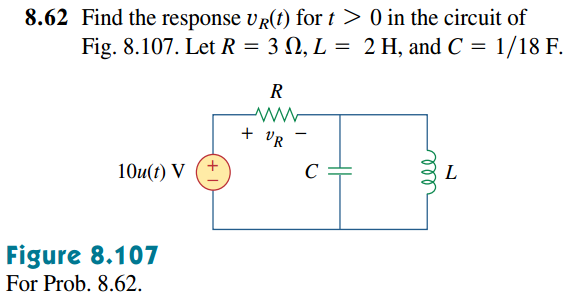 8.62 Find the response v_R(t) for t > 0 in the circuit of
Fig. 8.107. Let R = 3 Ω, L = 2 H, and C = 1/18 F.
R
+ v_R −
10u(t) V + −
C
L
Figure 8.107
For Prob. 8.62.